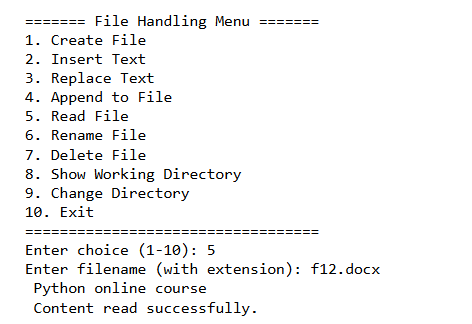 ======= File Handling Menu =======
1. Create File
2. Insert Text
3. Replace Text
4. Append to File
5. Read File
6. Rename File
7. Delete File
8. Show Working Directory
9. Change Directory
10. Exit
==================================
Enter choice (1-10): 5
Enter filename (with extension): f12.docx
 Python online course
 Content read successfully.